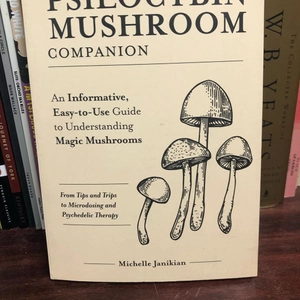 PSILOCYBIN
MUSHROOM
COMPANION
An Informative,
Easy-to-Use Guide
to Understanding
Magic Mushrooms
From Tips and Trips
to Microdosing and
Psychedelic Therapy
Michelle Janikian
W B YEATS